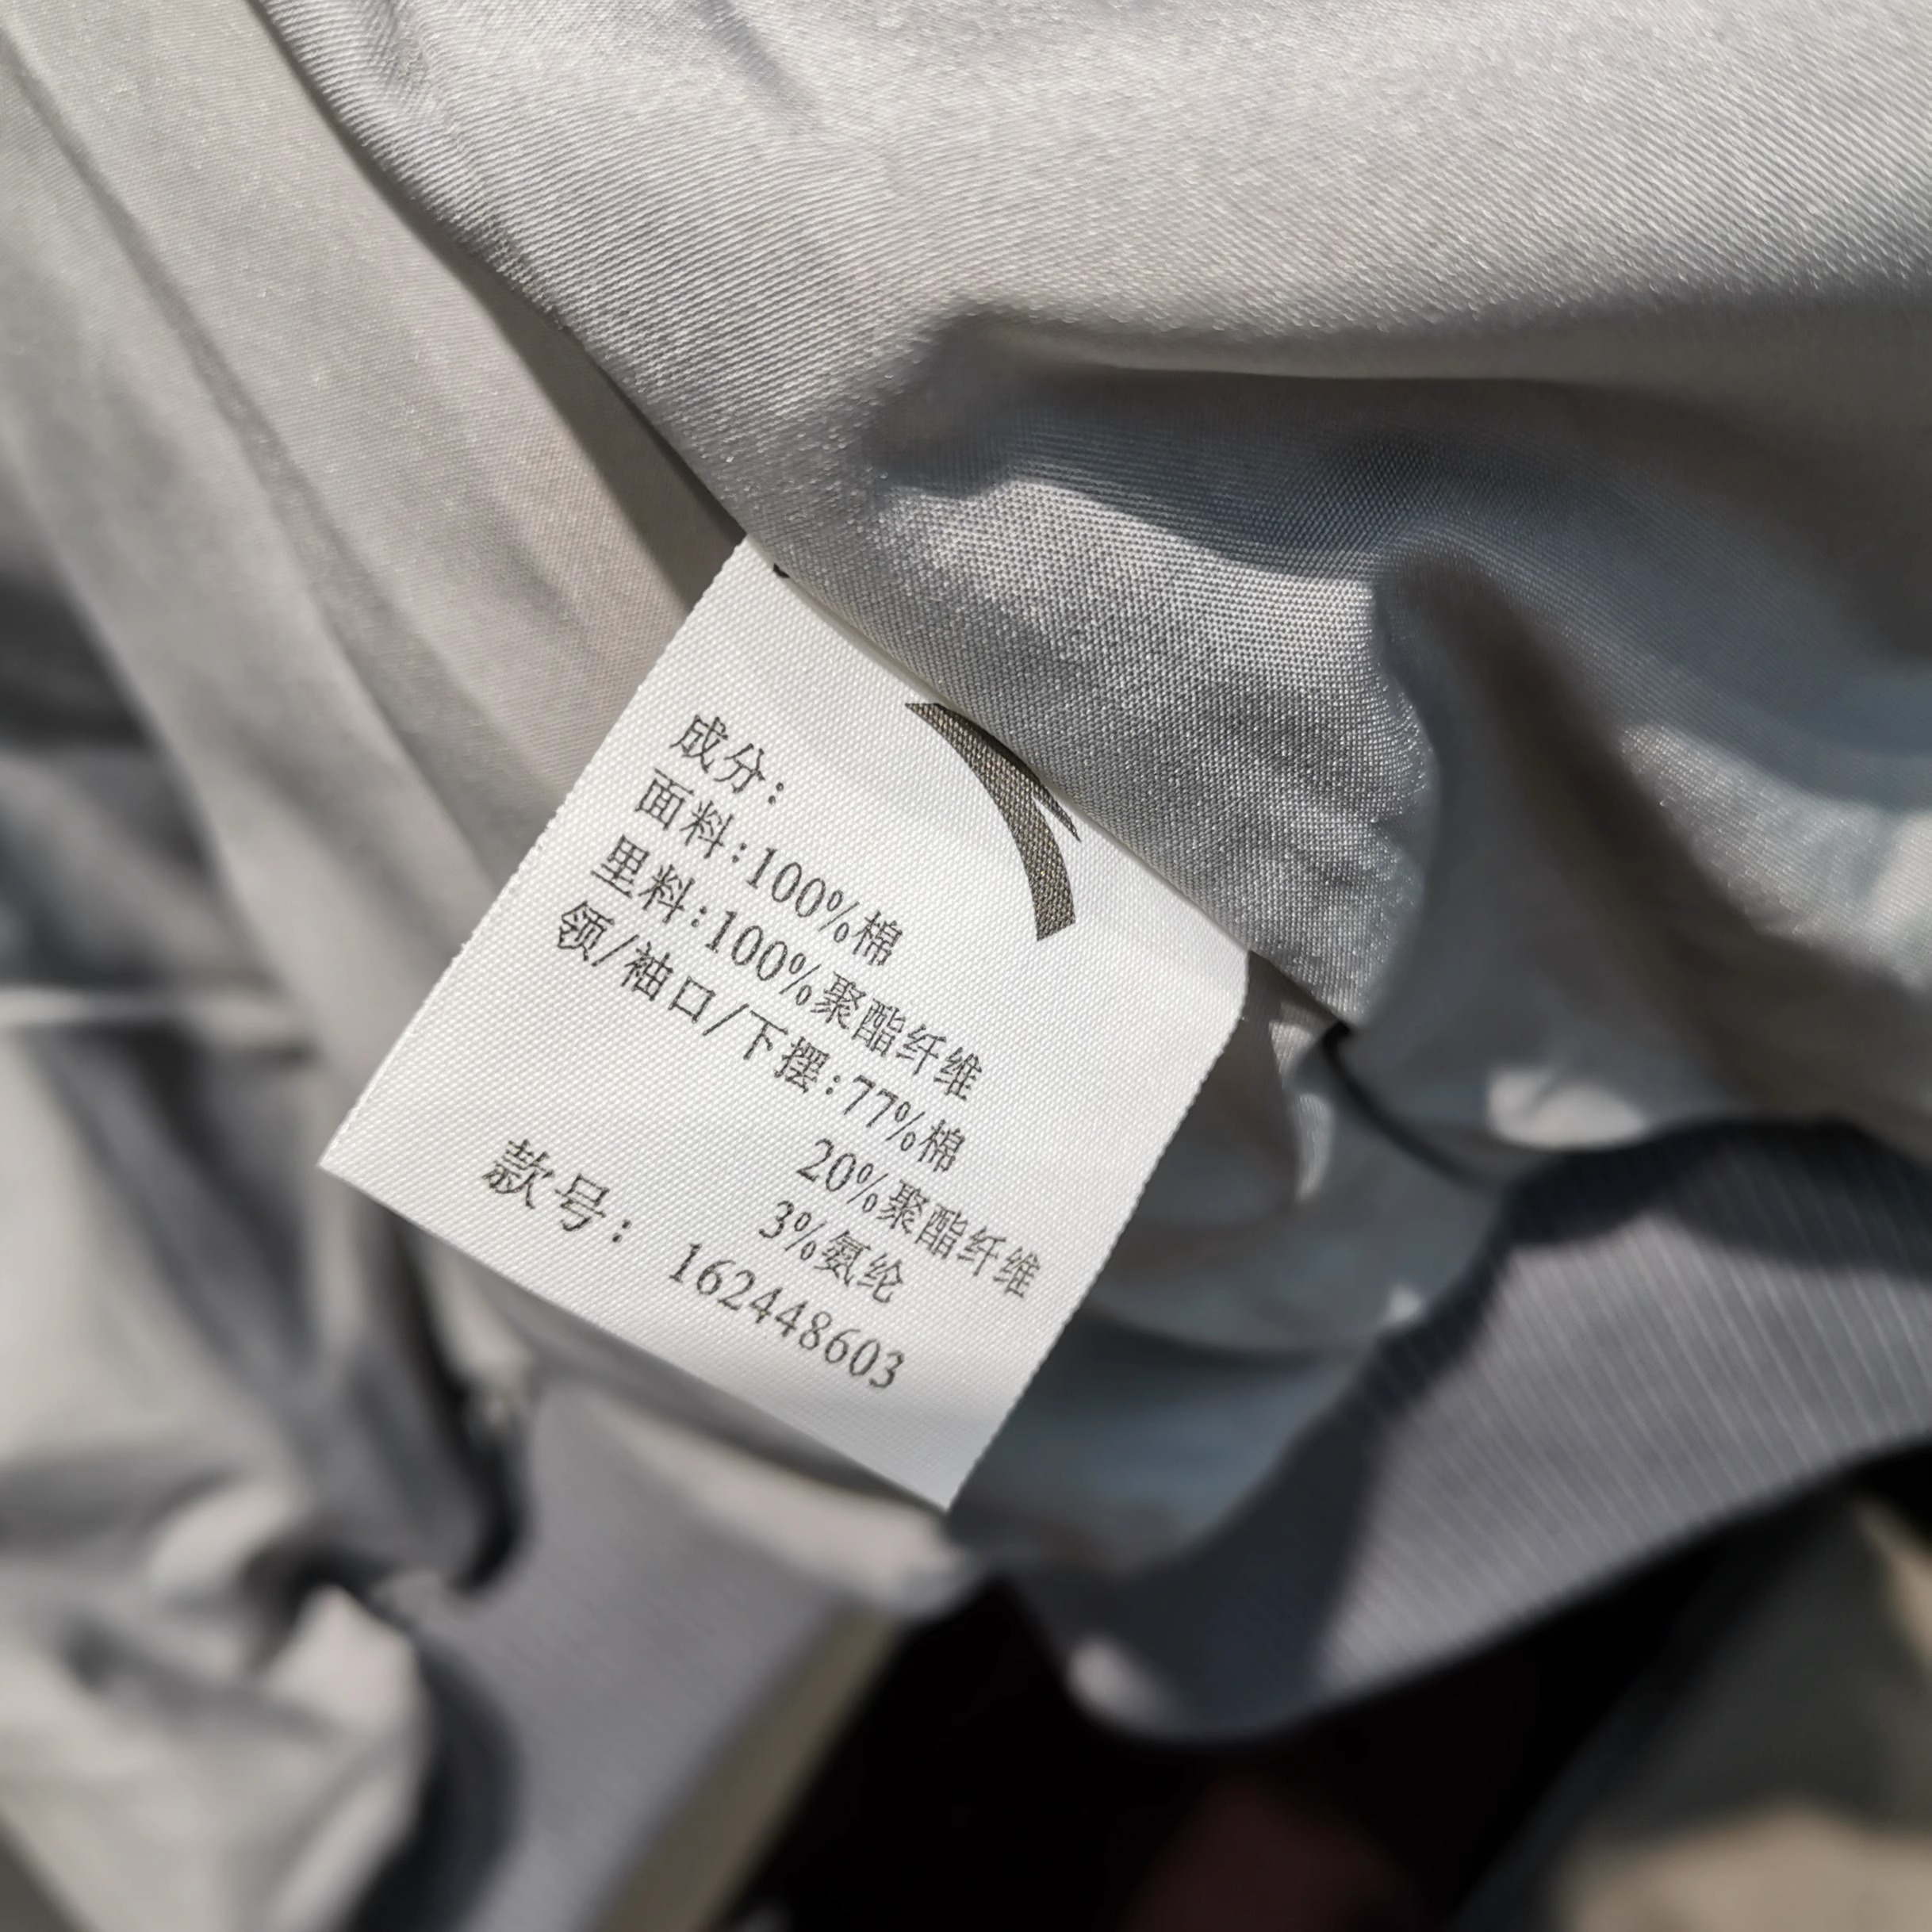 成分：
面料:100%棉
里料:100%聚酯纤维
领/袖口/下摆:77%棉
20%聚酯纤维
3%氨纶
款号： 162448603